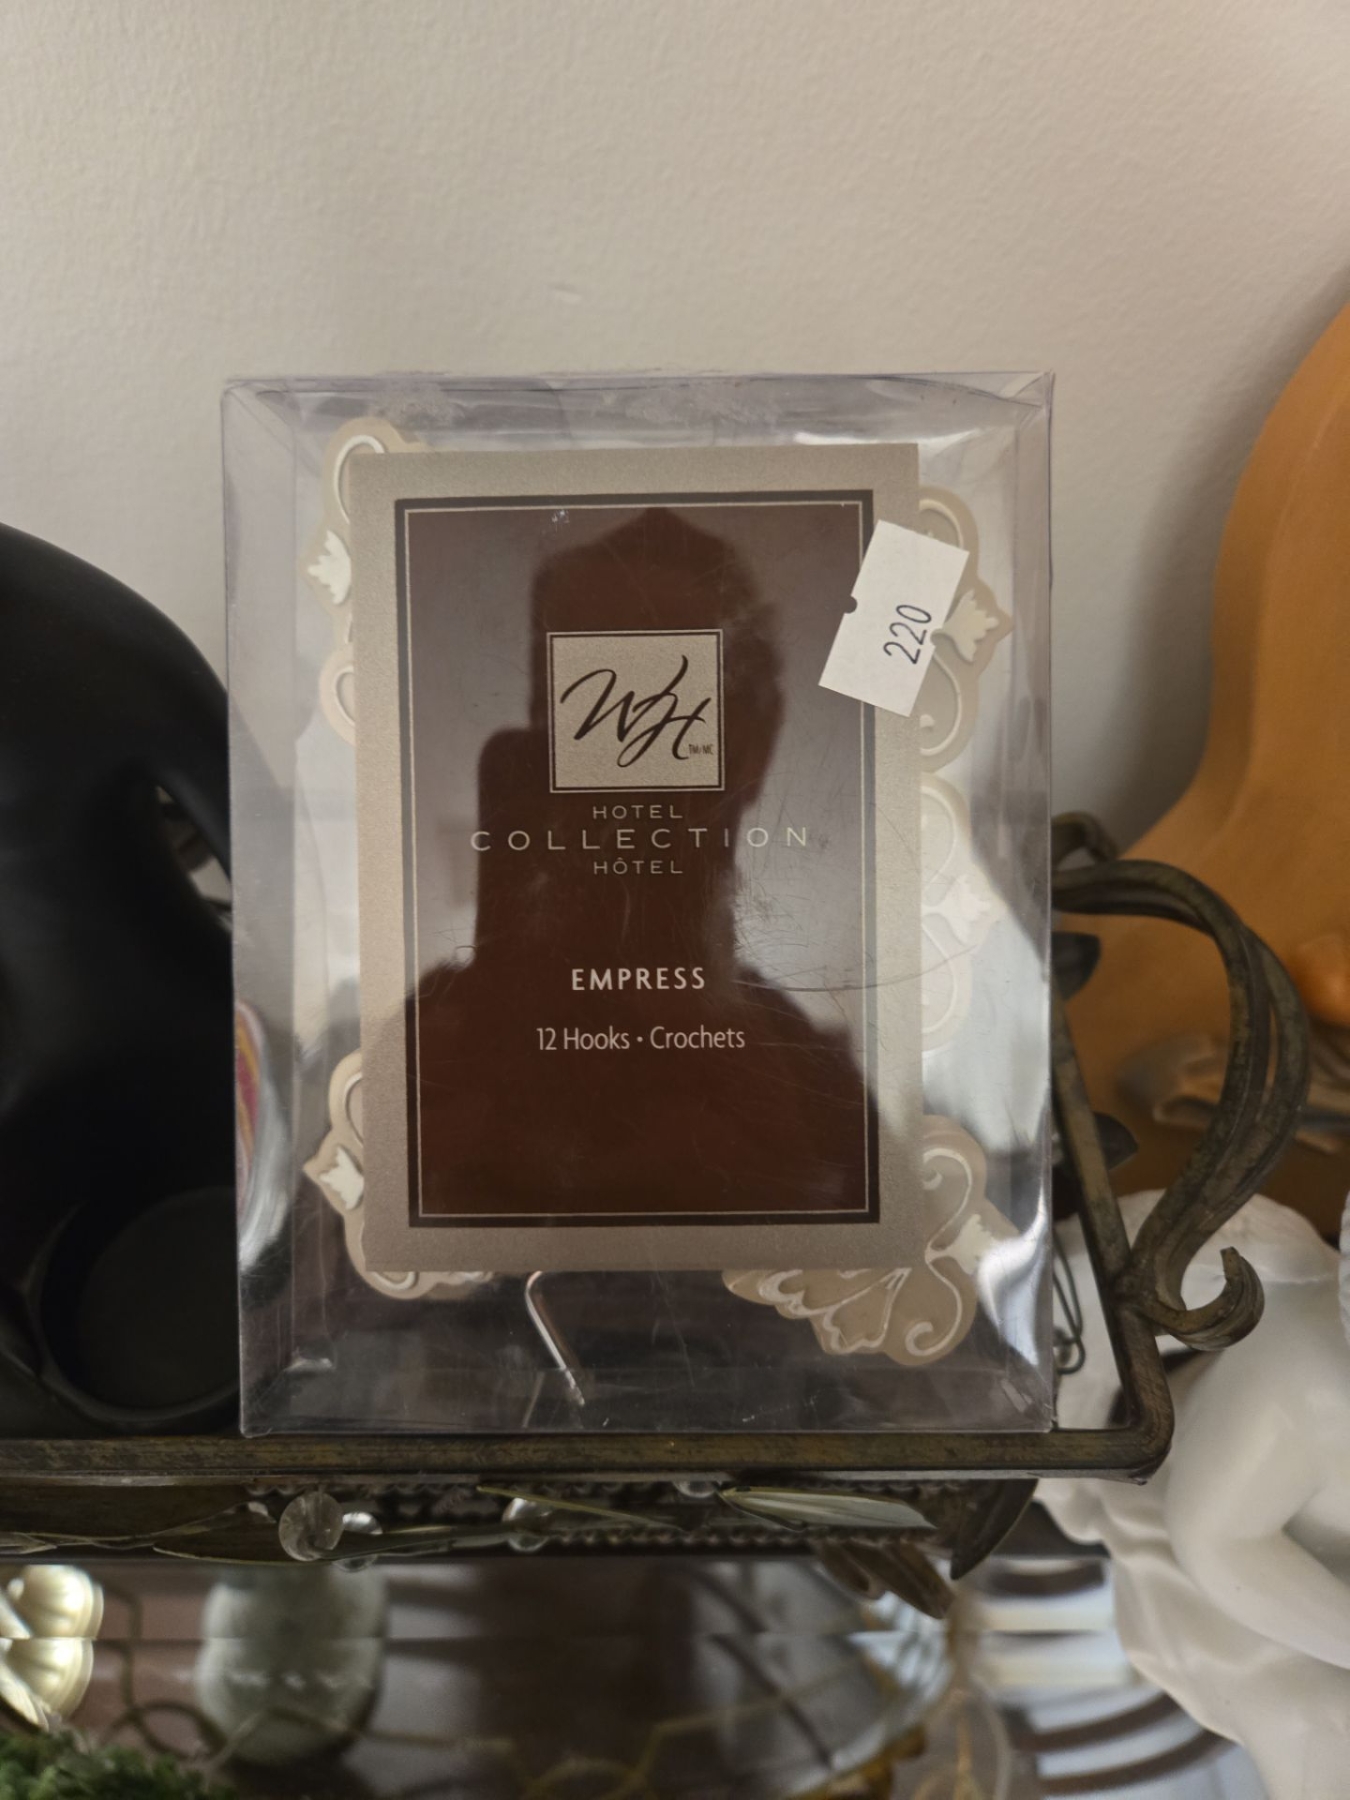 WH
TM/MC
HOTEL
COLLECTION
HÔTEL
EMPRESS
12 Hooks • Crochets
220